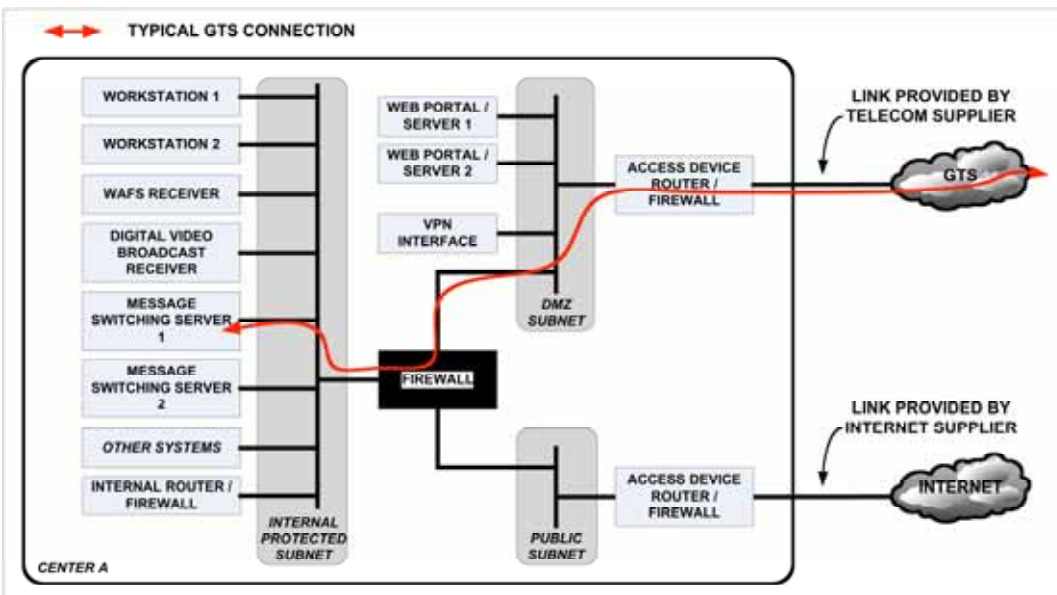 TYPICAL GTS CONNECTION
WORKSTATION 1
WORKSTATION 2
WAFS RECEIVER
DIGITAL VIDEO
BROADCAST
RECEIVER
MESSAGE
SWITCHING SERVER
1
MESSAGE
SWITCHING SERVER
2
OTHER SYSTEMS
INTERNAL ROUTER /
FIREWALL
INTERNAL
PROTECTED
SUBNET
CENTER A
WEB PORTAL /
SERVER 1
WEB PORTAL /
SERVER 2
VPN
INTERFACE
DMZ
SUBNET
FIREWALL
PUBLIC
SUBNET
ACCESS DEVICE
ROUTER /
FIREWALL
LINK PROVIDED BY
TELECOM SUPPLIER
GTS
ACCESS DEVICE
ROUTER /
FIREWALL
LINK PROVIDED BY
INTERNET SUPPLIER
INTERNET